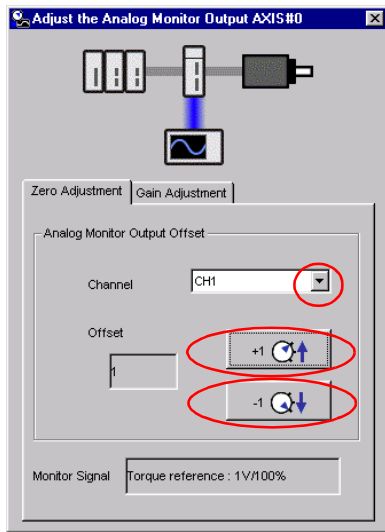 Adjust the Analog Monitor Output AXIS#0
Zero Adjustment
Gain Adjustment
Analog Monitor Output Offset
Channel
CH1
Offset
1
+1
-1
Monitor Signal
Torque reference : 1V/100%